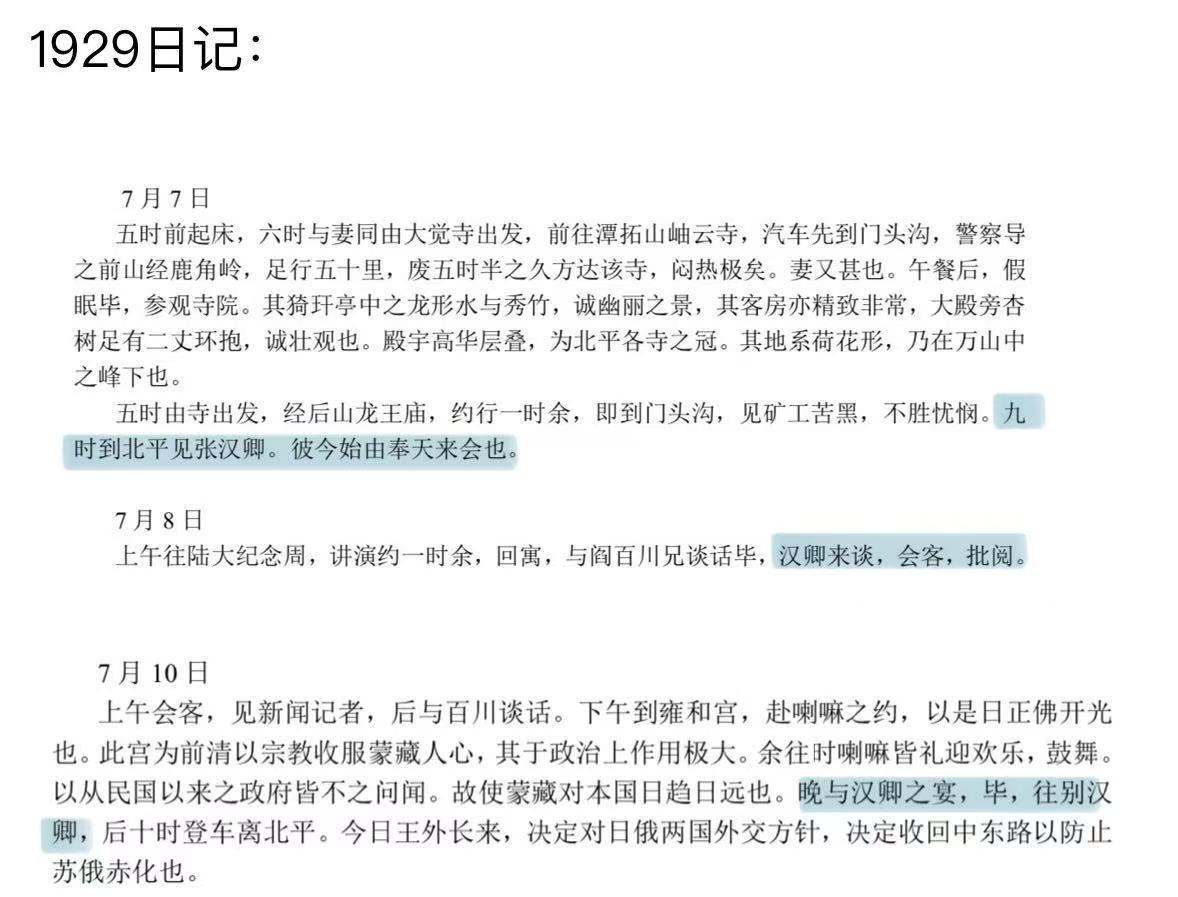 1929日记：
7 月 7 日
五时前起床，六时与妻同由大觉寺出发，前往潭拓山岫云寺，汽车先到门头沟，警察导
之前山经鹿角岭，足行五十里，废五时半之久方达该寺，闷热极矣。妻又甚也。午餐后，假
眠毕，参观寺院。其猗玕亭中之龙形水与秀竹，诚幽丽之景，其客房亦精致非常，大殿旁杏
树足有二丈环抱，诚壮观也。殿宇高华层叠，为北平各寺之冠。其地系荷花形，乃在万山中
之峰下也。
五时由寺出发，经后山龙王庙，约行一时余，即到门头沟，见矿工苦黑，不胜忧悯。九
时到北平见张汉卿。彼今始由奉天来会也。
7 月 8 日
上午往陆大纪念周，讲演约一时余，回寓，与阎百川兄谈话毕，汉卿来谈，会客，批阅。
7 月 10 日
上午会客，见新闻记者，后与百川谈话。下午到雍和宫，赴喇嘛之约，以是日正佛开光
也。此宫为前清以宗教收服蒙藏人心，其于政治上作用极大。余往时喇嘛皆礼迎欢乐，鼓舞。
以从民国以来之政府皆不之问闻。故使蒙藏对本国日趋日远也。晚与汉卿之宴，毕，往别汉
卿，后十时登车离北平。今日王外长来，决定对日俄两国外交方针，决定收回中东路以防止
苏俄赤化也。